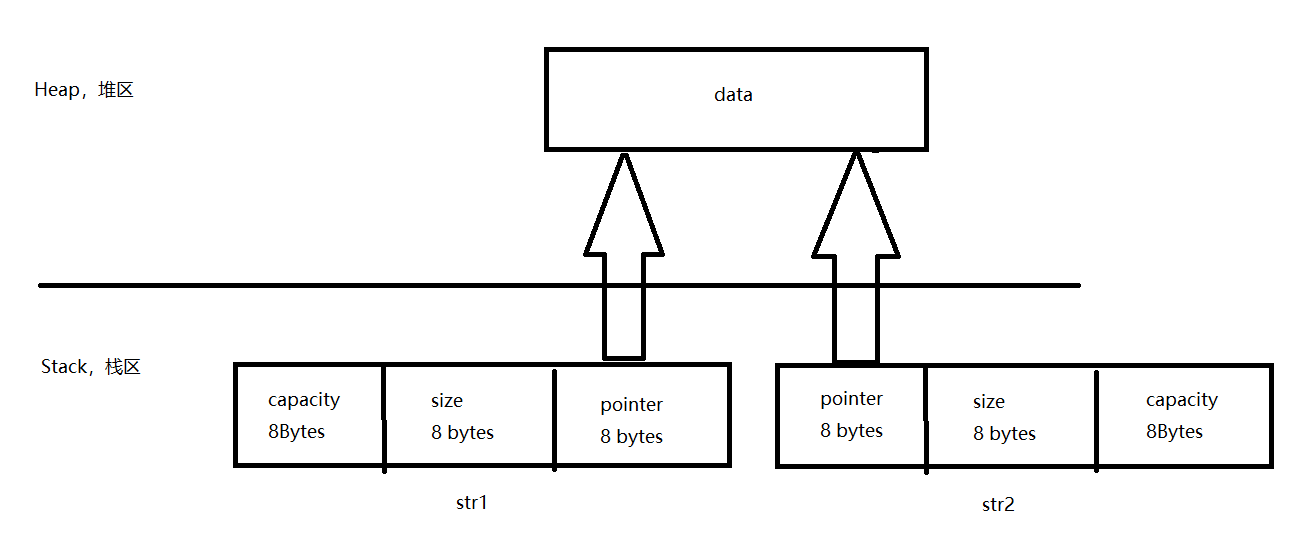 Heap，堆区
data
Stack，栈区
capacity
8Bytes
size
8 bytes
pointer
8 bytes
pointer
8 bytes
size
8 bytes
capacity
8Bytes
str1
str2